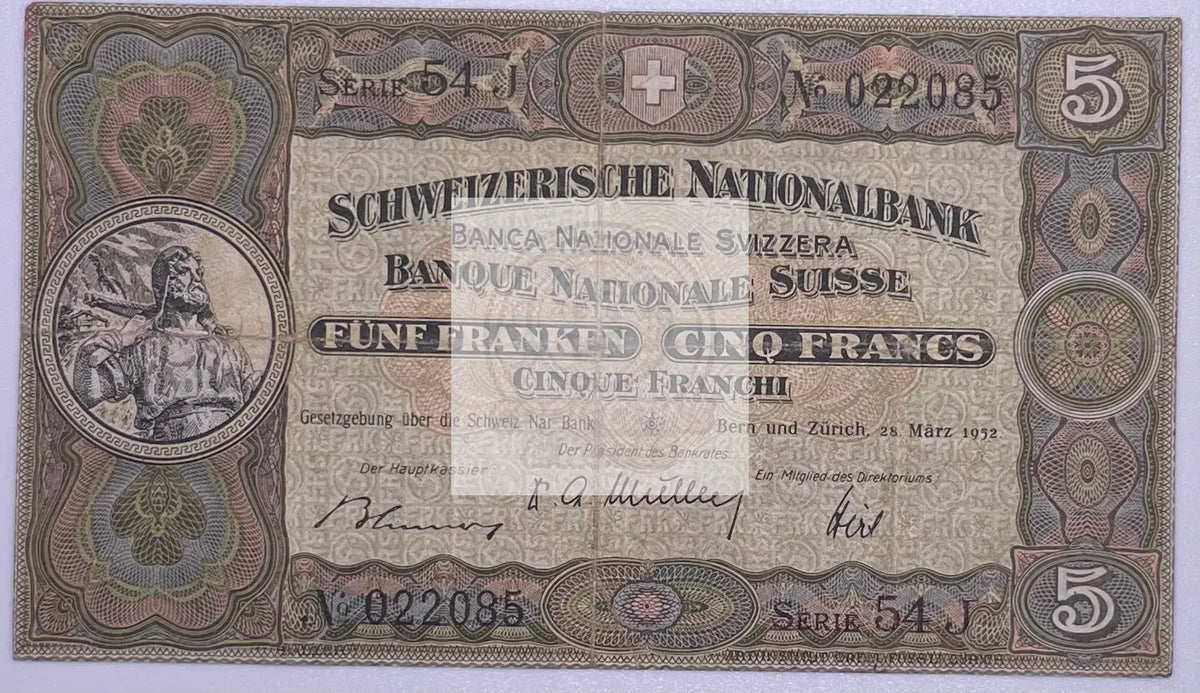 SERIE 54 J
No 022085
5
SCHWEIZERISCHE NATIONALBANK
BANCA NAZIONALE SVIZZERA
BANQUE NATIONALE SUISSE
FÜNF FRANKEN
CINQ FRANCS
CINQUE FRANCHI
Gesetzgebung über die Schweiz. Nat Bank
Bern und Zürich, 28. März 1952.
Der Präsident des Bankrates:
Der Hauptkassier:
Ein Mitglied des Direktoriums:
No 022085
SERIE 54 J
5